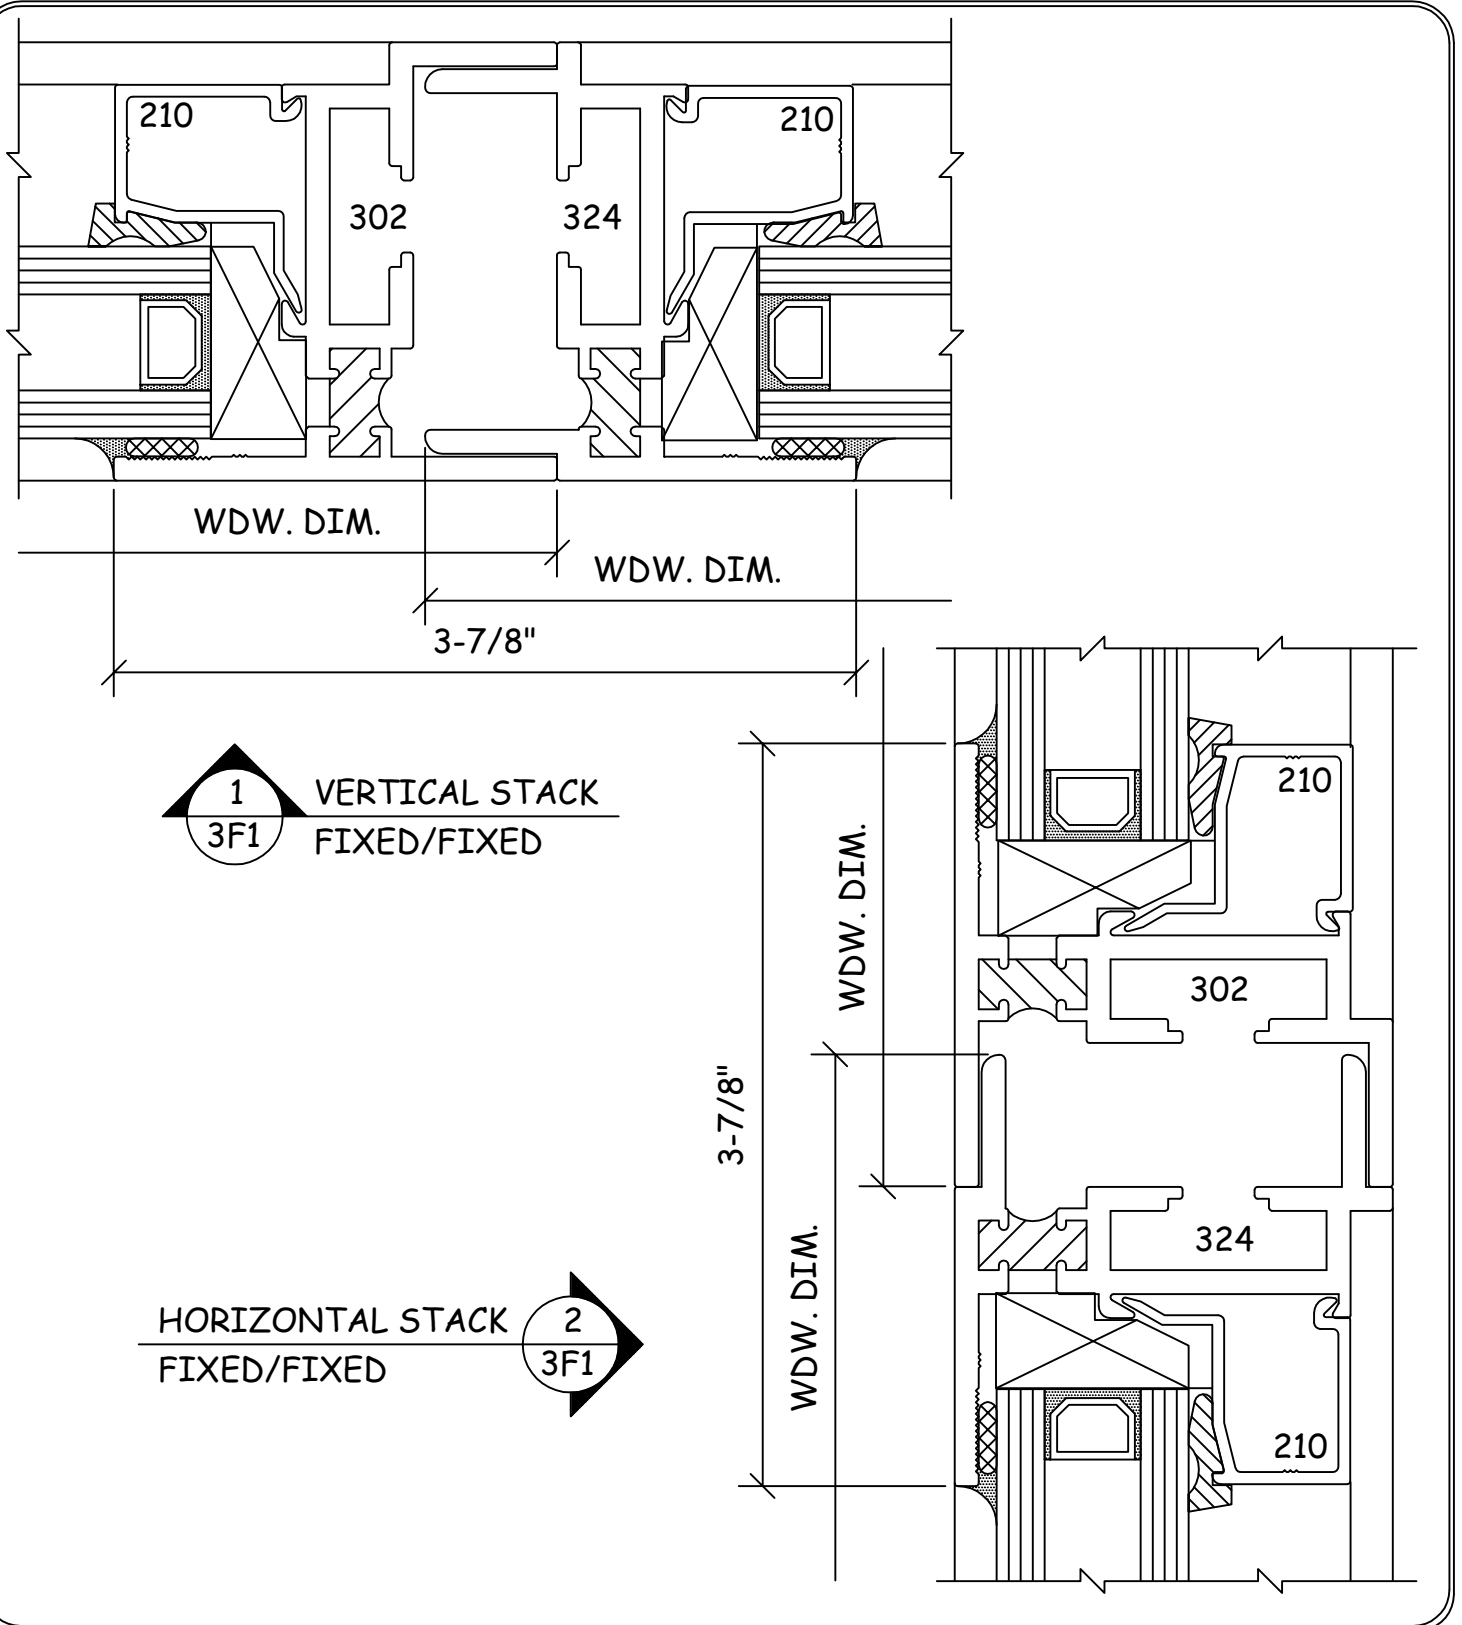 210
210
302
324
WDW. DIM.
WDW. DIM.
3-7/8"
1
3F1
VERTICAL STACK
FIXED/FIXED
210
WDW. DIM.
302
3-7/8"
324
WDW. DIM.
HORIZONTAL STACK
FIXED/FIXED
2
3F1
210